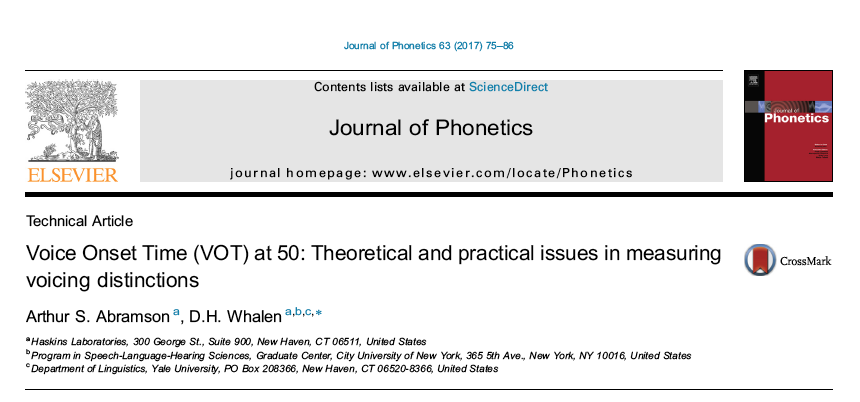 Journal of Phonetics 63 (2017) 75–86
Contents lists available at ScienceDirect
Journal of Phonetics
journal homepage: www.elsevier.com/locate/Phonetics
ELSEVIER
Journal of
Phonetics
Technical Article
Voice Onset Time (VOT) at 50: Theoretical and practical issues in measuring
voicing distinctions
CrossMark
Arthur S. Abramson a, D.H. Whalen a,b,c,*
a Haskins Laboratories, 300 George St., Suite 900, New Haven, CT 06511, United States
b Program in Speech-Language-Hearing Sciences, Graduate Center, City University of New York, 365 5th Ave., New York, NY 10016, United States
c Department of Linguistics, Yale University, PO Box 208366, New Haven, CT 06520-8366, United States